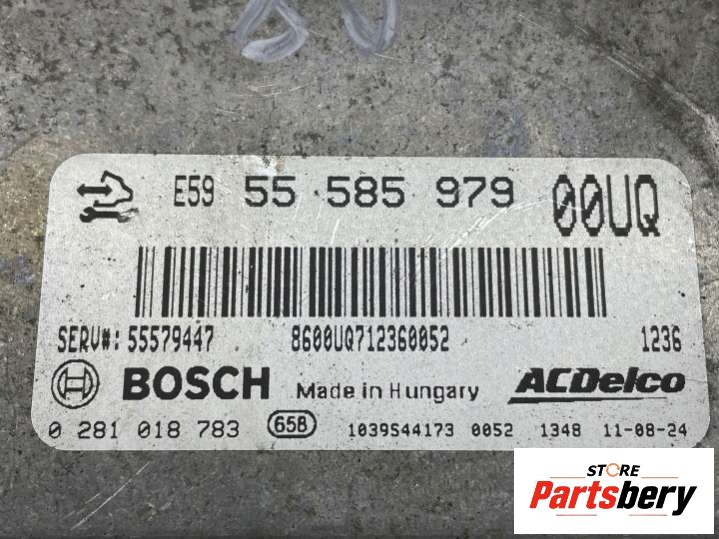 E59 55 585 979 00UQ
SERV#: 55579447 8600UQ712360052 1236
BOSCH Made in Hungary ACDelco
0 281 018 783 658 1039S44173 0052 1348 11-08-24
STORE
Partsbery